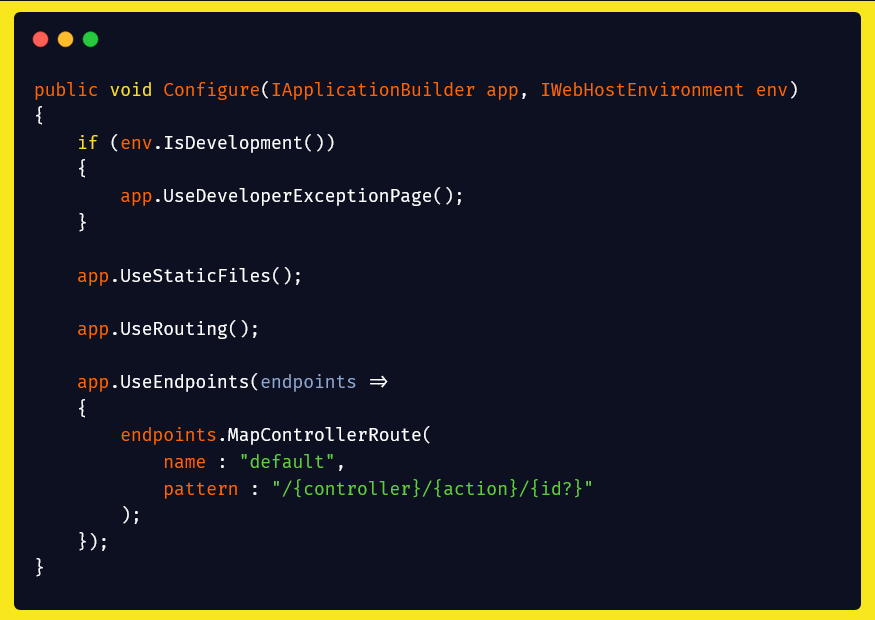 public void Configure(IApplicationBuilder app, IWebHostEnvironment env)
{
    if (env.IsDevelopment())
    {
        app.UseDeveloperExceptionPage();
    }

    app.UseStaticFiles();

    app.UseRouting();

    app.UseEndpoints(endpoints =>
    {
        endpoints.MapControllerRoute(
            name : "default",
            pattern : "/{controller}/{action}/{id?}"
        );
    });
}